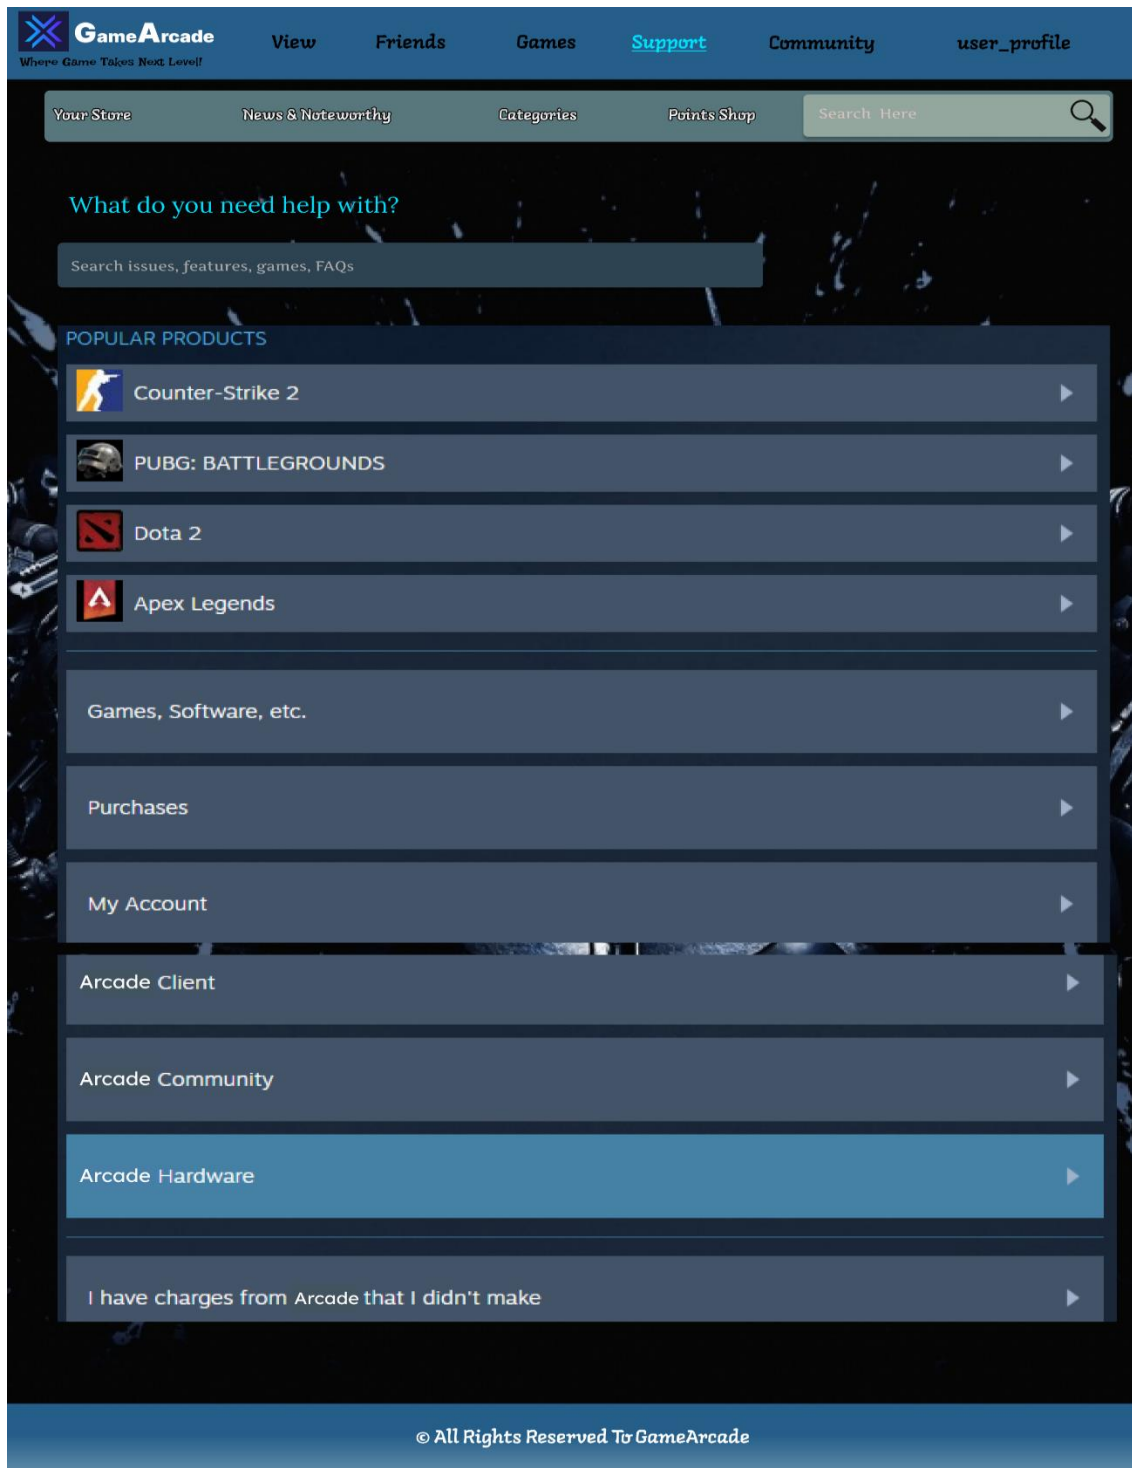 GameArcade
Where Game Takes Next Level!
View Friends Games Support Community user_profile
Your Store News & Noteworthy Categories Points Shop Search Here
What do you need help with?
Search issues, features, games, FAQs
POPULAR PRODUCTS
Counter-Strike 2
PUBG: BATTLEGROUNDS
Dota 2
Apex Legends
Games, Software, etc.
Purchases
My Account
Arcade Client
Arcade Community
Arcade Hardware
I have charges from Arcade that I didn't make
© All Rights Reserved To GameArcade